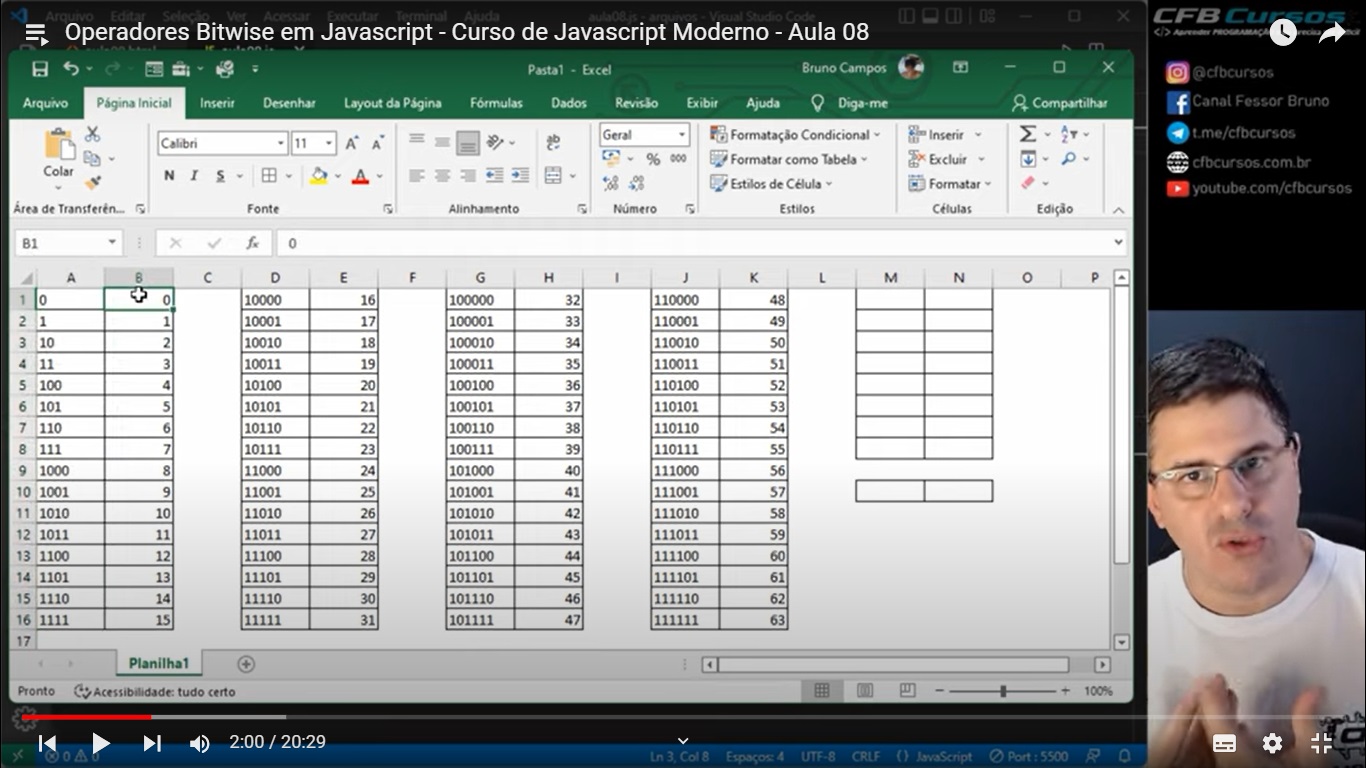 Operadores Bitwise em Javascript - Curso de Javascript Moderno - Aula 08
CFB Cursos
Pasta1 - Excel
Bruno Campos
@cfbcursos
Canal Fessor Bruno
t.me/cfbcursos
cfbcursos.com.br
youtube.com/cfbcursos
Arquivo Página Inicial Inserir Desenhar Layout da Página Fórmulas Dados Revisão Exibir Ajuda Diga-me Compartilhar
Colar
Calibri 11
N I S
Geral
% 000
Formatação Condicional
Formatar como Tabela
Estilos de Célula
Inserir
Excluir
Formatar
Área de Transferên... Fonte Alinhamento Número Estilos Células Edição
B1 fx 0
A B C D E F G H I J K L M N O P
1 0 0 10000 16 100000 32 110000 48
2 1 1 10001 17 100001 33 110001 49
3 10 2 10010 18 100010 34 110010 50
4 11 3 10011 19 100011 35 110011 51
5 100 4 10100 20 100100 36 110100 52
6 101 5 10101 21 100101 37 110101 53
7 110 6 10110 22 100110 38 110110 54
8 111 7 10111 23 100111 39 110111 55
9 1000 8 11000 24 101000 40 111000 56
10 1001 9 11001 25 101001 41 111001 57
11 1010 10 11010 26 101010 42 111010 58
12 1011 11 11011 27 101011 43 111011 59
13 1100 12 11100 28 101100 44 111100 60
14 1101 13 11101 29 101101 45 111101 61
15 1110 14 11110 30 101110 46 111110 62
16 1111 15 11111 31 101111 47 111111 63
17
Planilha1
Pronto Acessibilidade: tudo certo 100%
2:00 / 20:29
Ln 3, Col 8 Espaços: 4 UTF-8 CRLF {} JavaScript Port : 5500